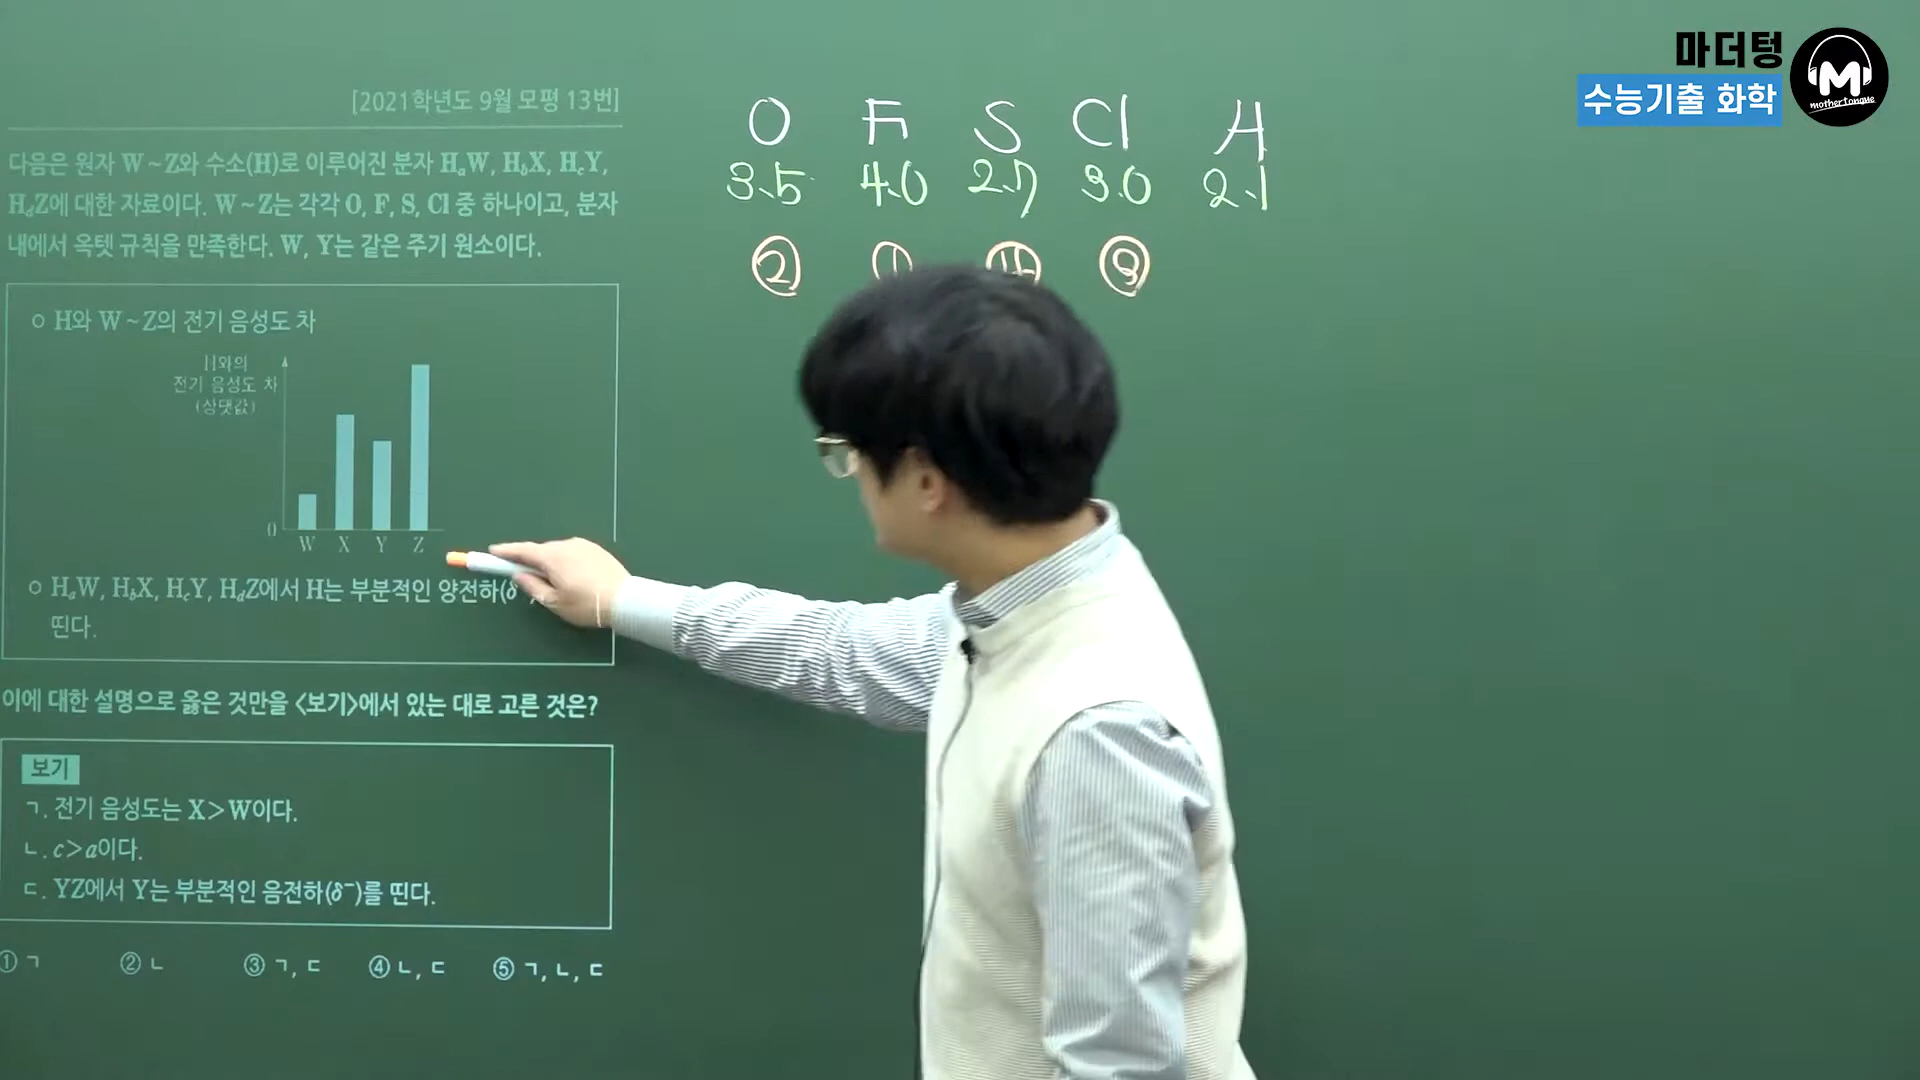 마더텅
수능기출 화학
mothertongue
[2021학년도 9월 모평 13번]
다음은 원자 W~Z와 수소(H)로 이루어진 분자 HₐW, H_bX, H_cY,
H_dZ에 대한 자료이다. W~Z는 각각 O, F, S, Cl 중 하나이고, 분자
내에서 옥텟 규칙을 만족한다. W, Y는 같은 주기 원소이다.
○ H와 W~Z의 전기 음성도 차
H와의
전기 음성도 차
(상댓값)
0
W X Y Z
○ HₐW, H_bX, H_cY, H_dZ에서 H는 부분적인 양전하(δ
띤다.
이에 대한 설명으로 옳은 것만을 <보기>에서 있는 대로 고른 것은?
보기
ㄱ. 전기 음성도는 X>W이다.
ㄴ. c>a이다.
ㄷ. YZ에서 Y는 부분적인 음전하(δ⁻)를 띤다.
① ㄱ ② ㄴ ③ ㄱ, ㄷ ④ ㄴ, ㄷ ⑤ ㄱ, ㄴ, ㄷ
O F S Cl H
3.5 4.0 2.7 3.0 2.1
② ① ③